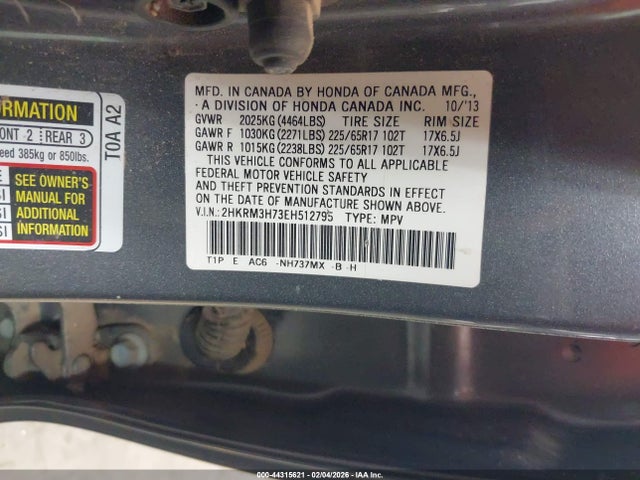 ORMATION
ONT 2 REAR 3
eed 385kg or 850lbs.
SEE OWNER'S
MANUAL FOR
ADDITIONAL
INFORMATION
E
SI
SI
SI
T0A A2
MFD. IN CANADA BY HONDA OF CANADA MFG.,
A DIVISION OF HONDA CANADA INC. 10/'13
GVWR 2025KG (4464LBS) TIRE SIZE RIM SIZE
GAWR F 1030KG (2271LBS) 225/65R17 102T 17X6.5J
GAWR R 1015KG (2238LBS) 225/65R17 102T 17X6.5J
THIS VEHICLE CONFORMS TO ALL APPLICABLE
FEDERAL MOTOR VEHICLE SAFETY
AND THEFT PREVENTION STANDARDS IN EFFECT
ON THE DATE OF MANUFACTURE SHOWN ABOVE.
V.I.N.: 2HKRM3H73EH512795 TYPE: MPV
T1P E AC6 -NH737MX -B -H
000-44315621 - 02/04/2026 - IAA Inc.